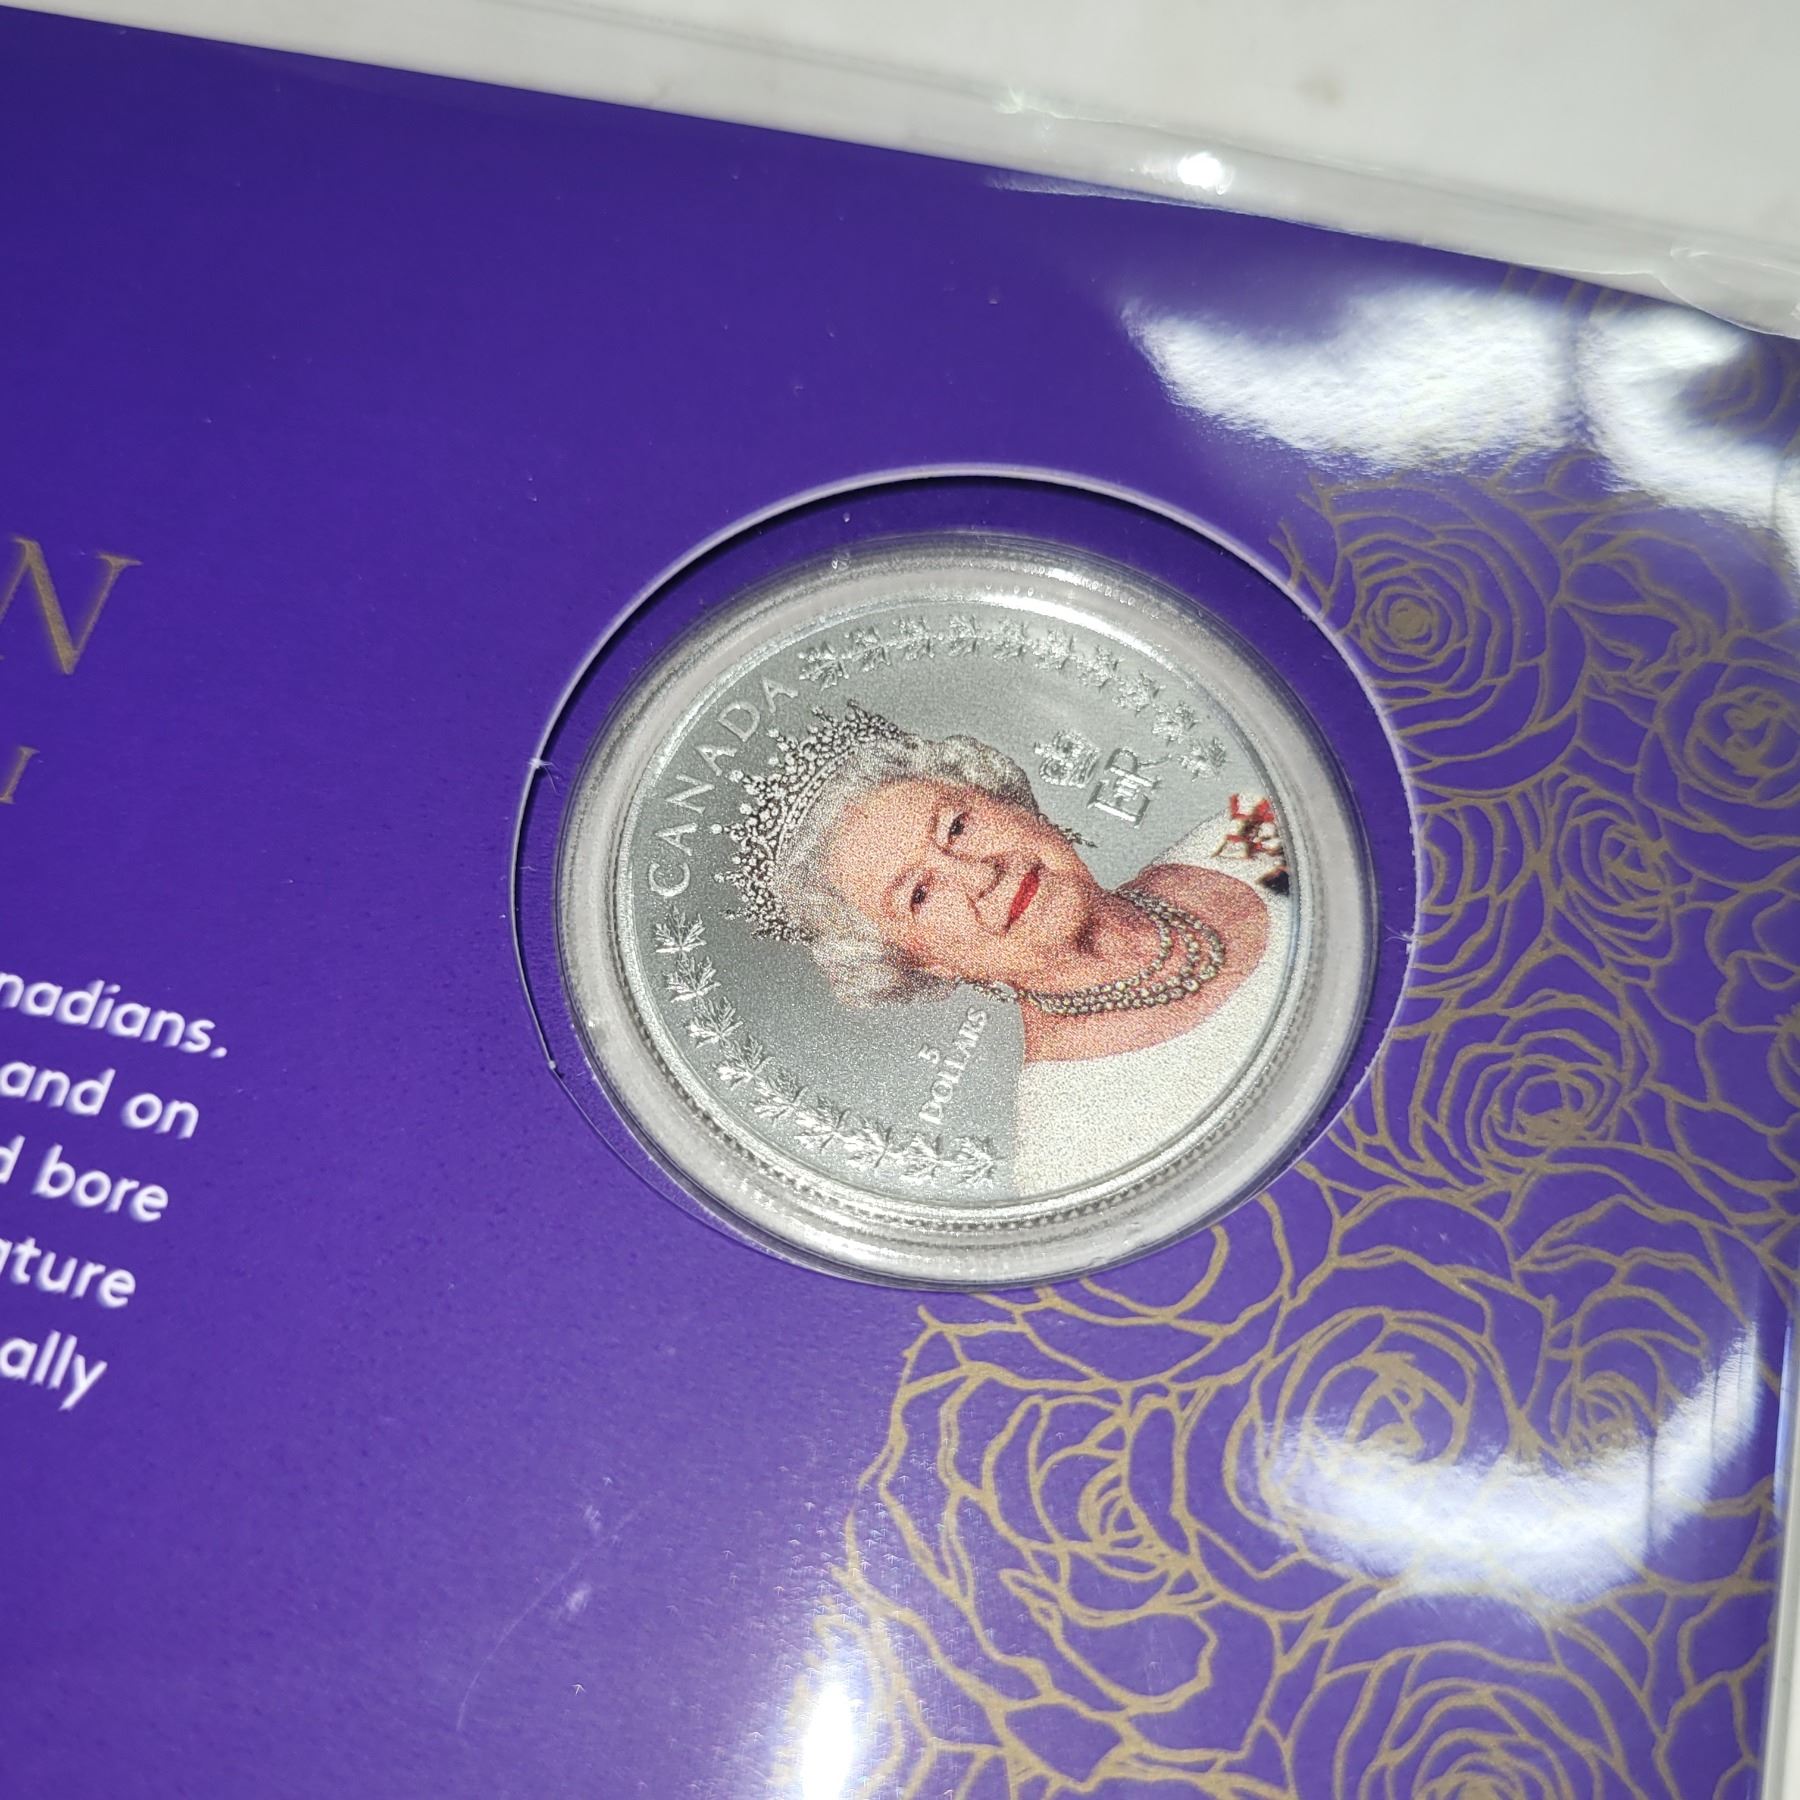 N
I
nadians.
and on
d bore
ature
ally
CANADA
EIIR
5
DOLLARS